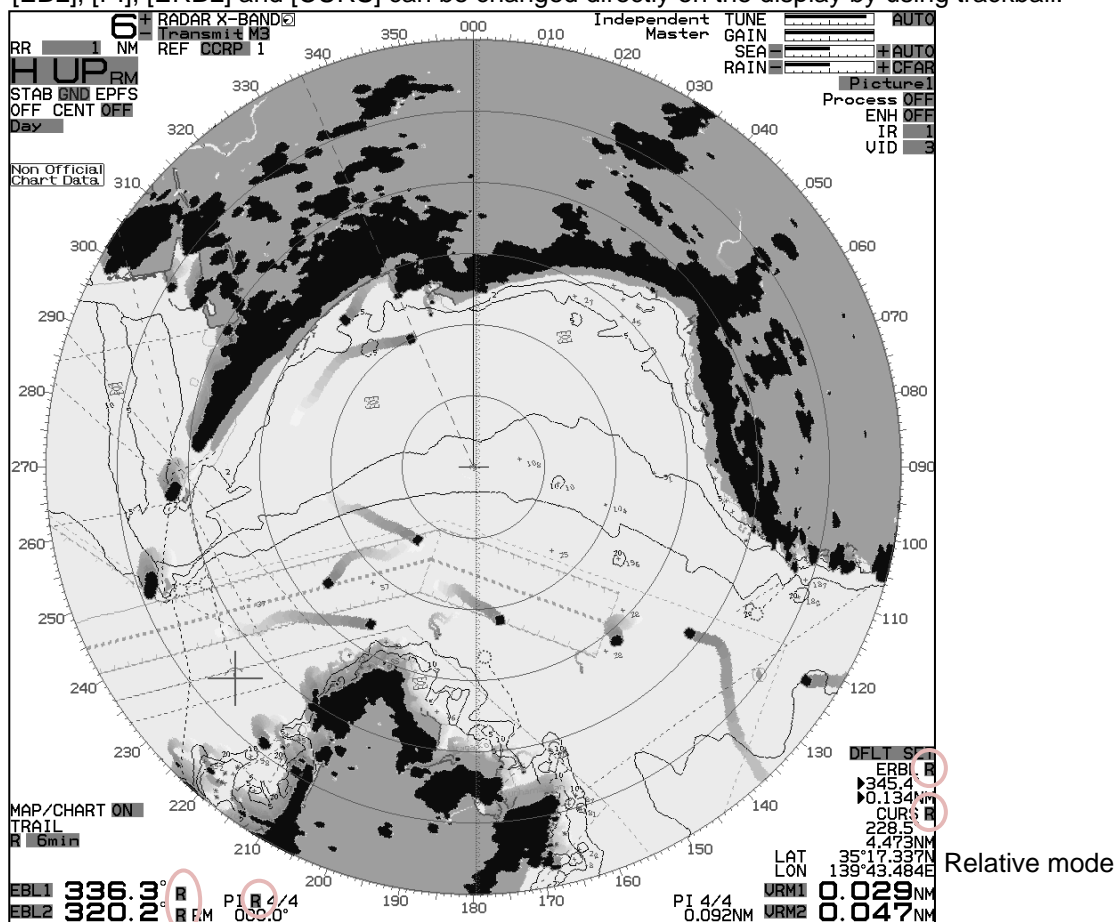 [EBL], [PI], [ERBL] and [CURS] can be changed directly on the display by using trackball.
6 + - RADAR X-BAND
Transmit M3
RR 1 NM REF CCRP 1
Independent
Master
TUNE AUTO
GAIN
SEA - + AUTO
RAIN - + CFAR
Picture1
Process OFF
ENH OFF
IR 1
VID 3
H UP RM
STAB GND EPFS
OFF CENT OFF
Day
Non Official
Chart Data
000
010
020
030
040
050
060
070
080
090
100
110
120
130
140
150
160
170
180
190
200
210
220
230
240
250
260
270
280
290
300
310
320
330
340
350
DFLT SET
ERBL R
345.4
0.134NM
CURS R
228.5
4.473NM
LAT 35°17.337N
LON 139°43.484E
Relative mode
MAP/CHART ON
TRAIL
R 6min
EBL1 336.3° R
EBL2 320.2° R RM
PI R 4/4
000.0°
PI 4/4
0.092NM
VRM1 0.029NM
VRM2 0.047NM